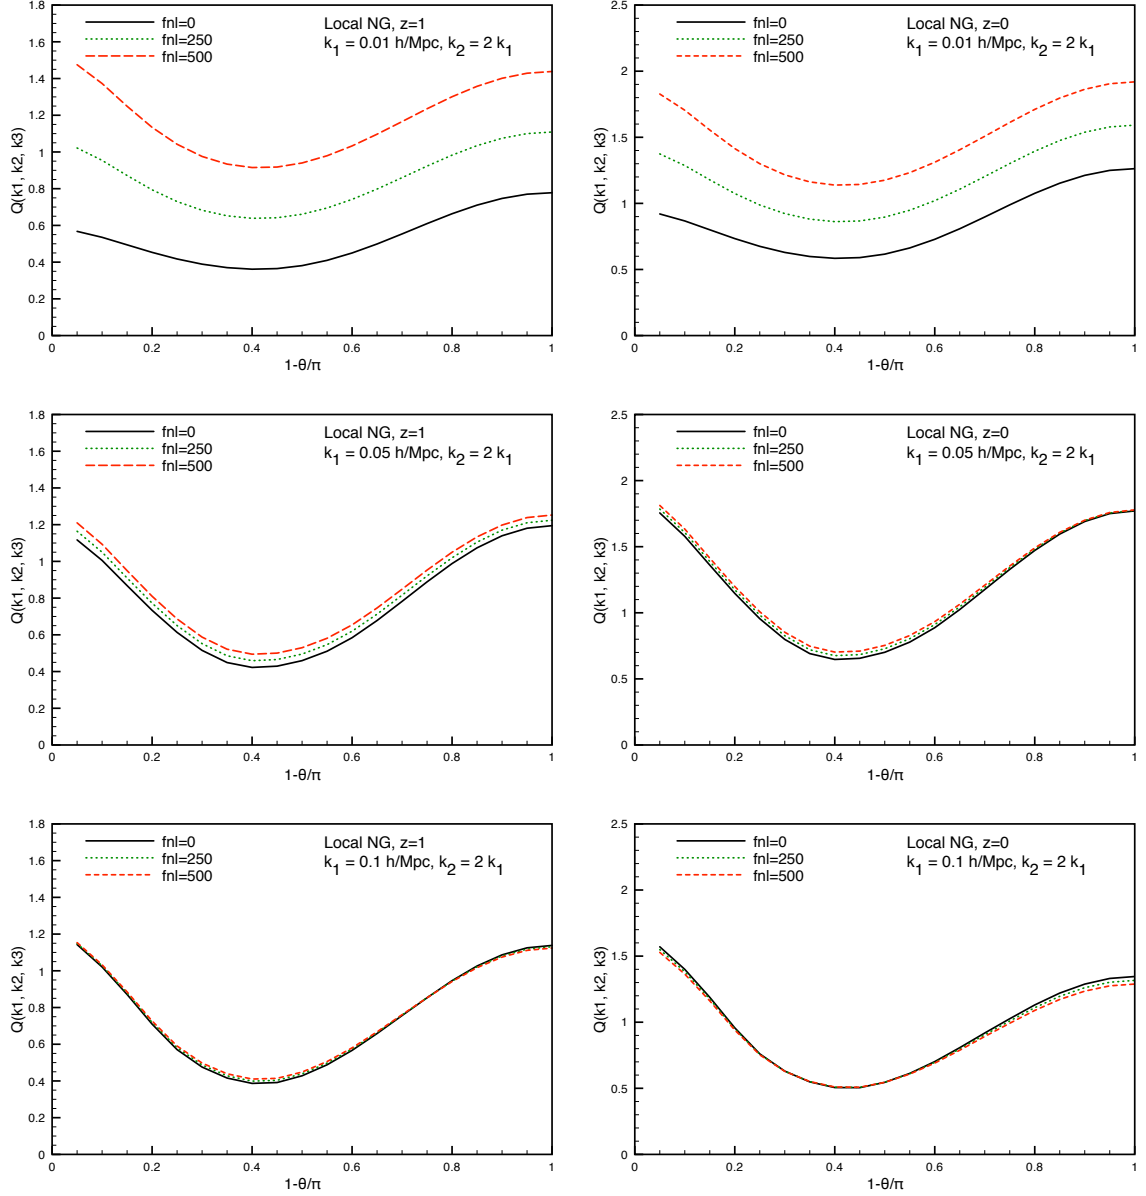 fnl=0
fnl=250
fnl=500
Local NG, z=1
k1 = 0.01 h/Mpc, k2 = 2 k1
Q(k1, k2, k3)
1.8
1.6
1.4
1.2
1
0.8
0.6
0.4
0.2
0
0 0.2 0.4 0.6 0.8 1
1-θ/π
fnl=0
fnl=250
fnl=500
Local NG, z=0
k1 = 0.01 h/Mpc, k2 = 2 k1
Q(k1, k2, k3)
2.5
2
1.5
1
0.5
0
0 0.2 0.4 0.6 0.8 1
1-θ/π
fnl=0
fnl=250
fnl=500
Local NG, z=1
k1 = 0.05 h/Mpc, k2 = 2 k1
Q(k1, k2, k3)
1.8
1.6
1.4
1.2
1
0.8
0.6
0.4
0.2
0
0 0.2 0.4 0.6 0.8 1
1-θ/π
fnl=0
fnl=250
fnl=500
Local NG, z=0
k1 = 0.05 h/Mpc, k2 = 2 k1
Q(k1, k2, k3)
2.5
2
1.5
1
0.5
0
0 0.2 0.4 0.6 0.8 1
1-θ/π
fnl=0
fnl=250
fnl=500
Local NG, z=1
k1 = 0.1 h/Mpc, k2 = 2 k1
Q(k1, k2, k3)
1.8
1.6
1.4
1.2
1
0.8
0.6
0.4
0.2
0
0 0.2 0.4 0.6 0.8 1
1-θ/π
fnl=0
fnl=250
fnl=500
Local NG, z=0
k1 = 0.1 h/Mpc, k2 = 2 k1
Q(k1, k2, k3)
2.5
2
1.5
1
0.5
0
0 0.2 0.4 0.6 0.8 1
1-θ/π